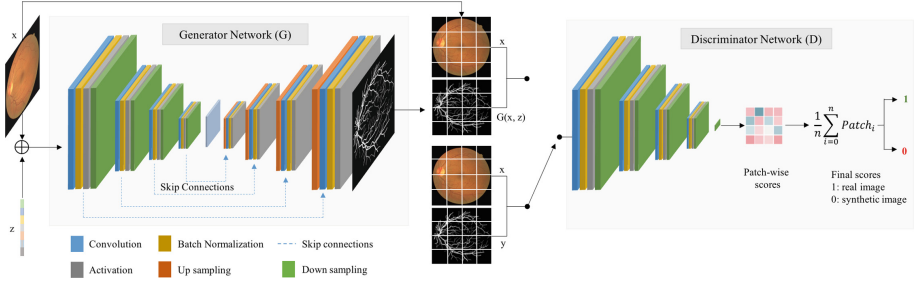 Generator Network (G)
Discriminator Network (D)
x
z
Skip Connections
x
G(x, z)
x
y
Patch-wise
scores
1/n ∑ i=0 n Patch i
1
0
Final scores
1: real image
0: synthetic image
Convolution
Batch Normalization
Skip connections
Activation
Up sampling
Down sampling